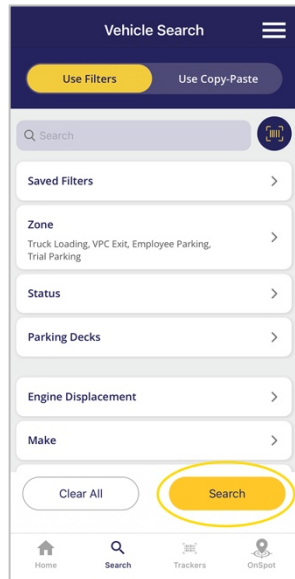 Vehicle Search
Use Filters
Use Copy-Paste
Search
Saved Filters
Zone
Truck Loading, VPC Exit, Employee Parking,
Trial Parking
Status
Parking Decks
Engine Displacement
Make
Clear All
Search
Home
Search
Trackers
OnSpot